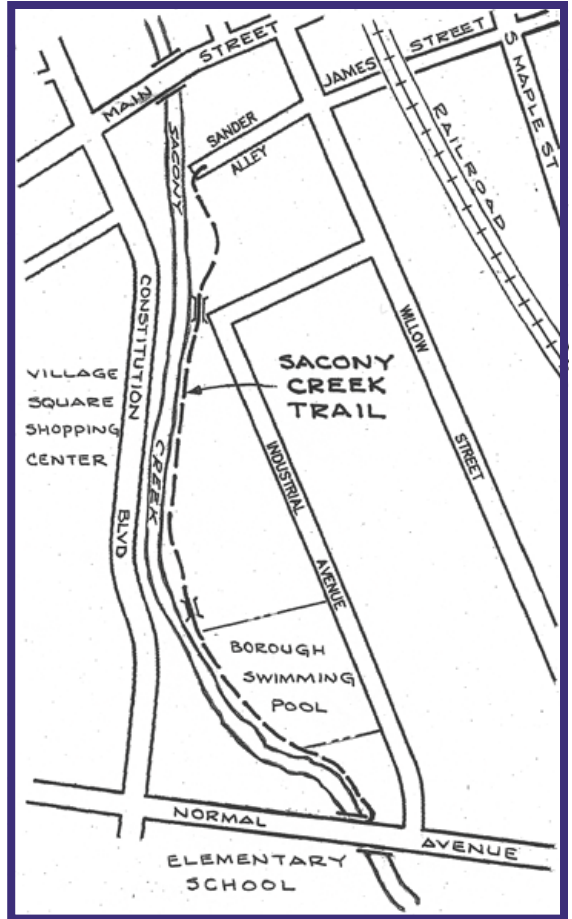 MAIN STREET
JAMES STREET
S MAPLE ST
RAILROAD
SACONY CREEK
SANDER
ALLEY
CONSTITUTION BLVD
WILLOW STREET
VILLAGE
SQUARE
SHOPPING
CENTER
SACONY
CREEK
TRAIL
INDUSTRIAL AVENUE
BOROUGH
SWIMMING
POOL
NORMAL AVENUE
ELEMENTARY
SCHOOL